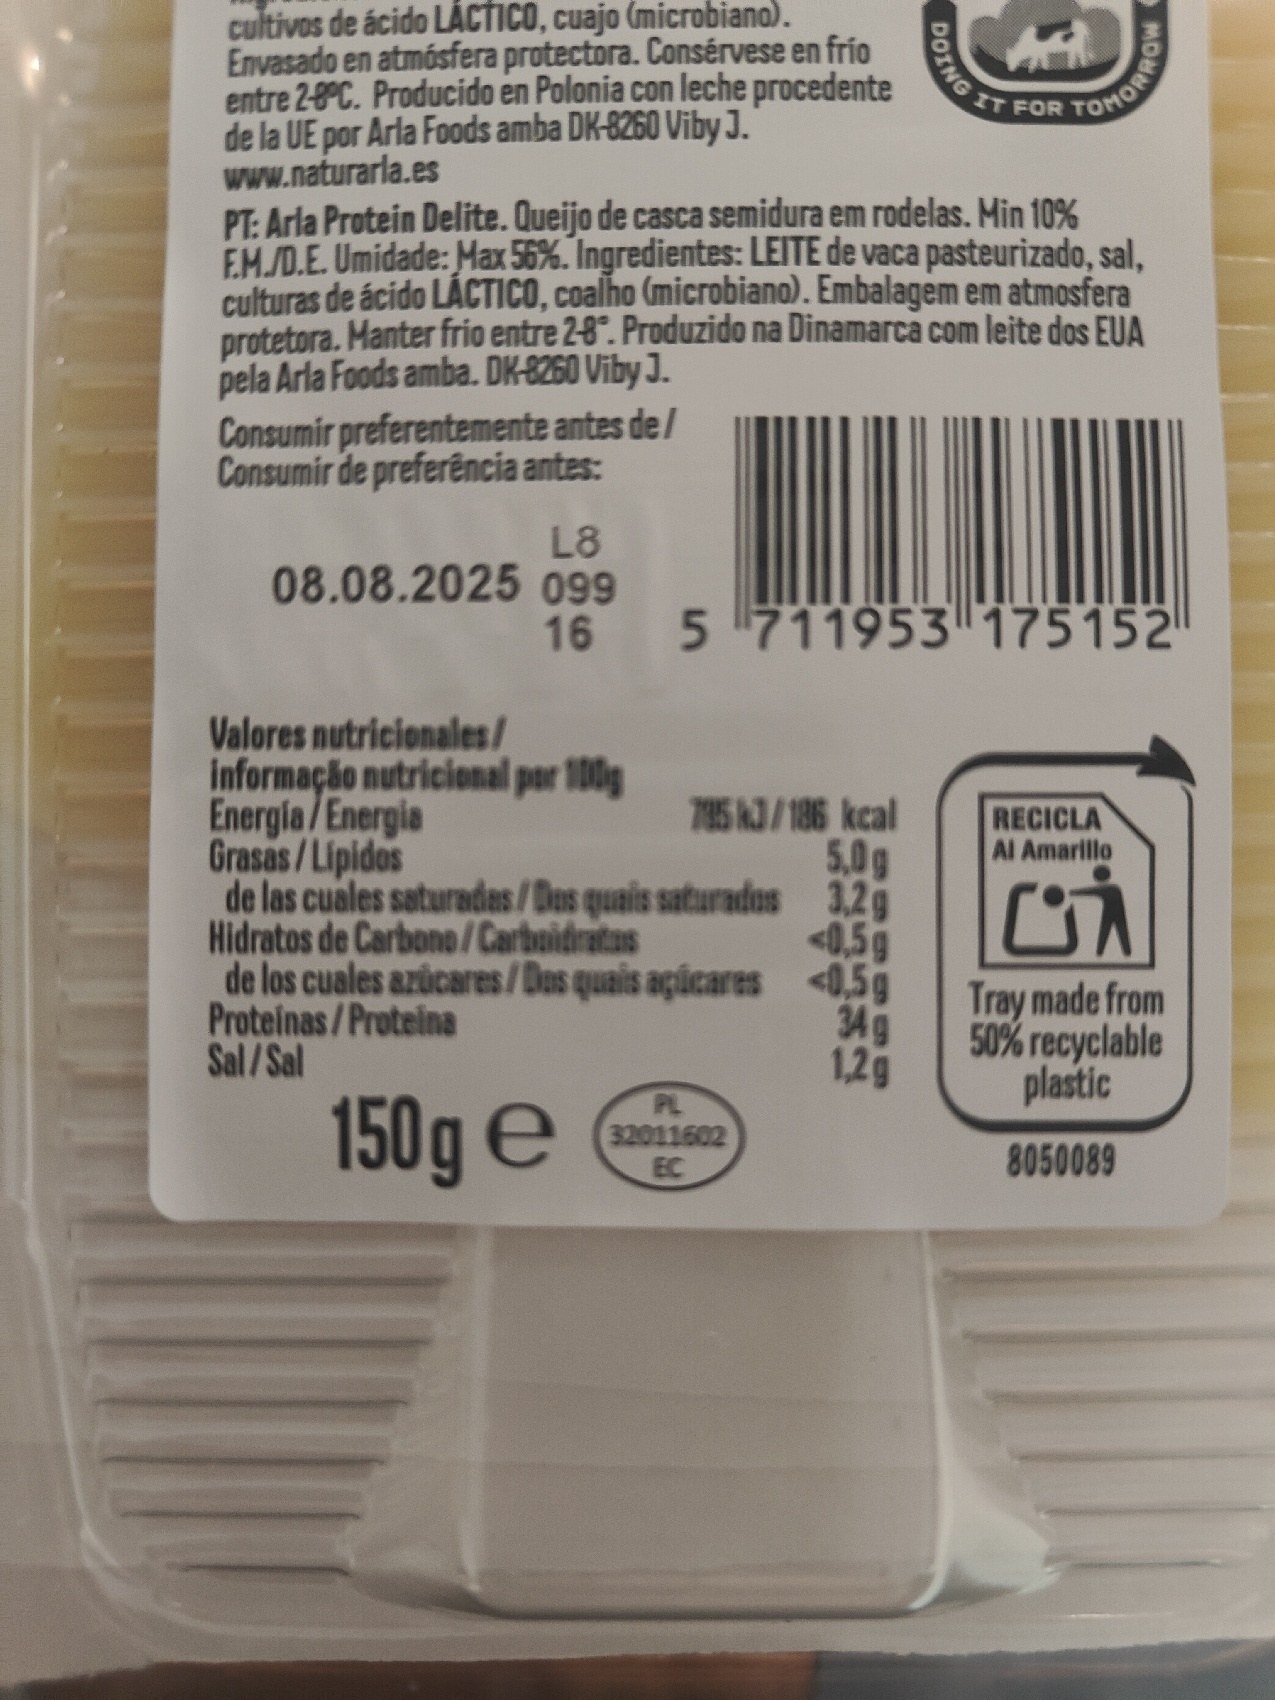 cultivos de ácido LÁCTICO, cuajo (microbiano).
Envasado en atmósfera protectora. Consérvese en frío
entre 2-8ºC. Producido en Polonia con leche procedente
de la UE por Arla Foods amba DK-8260 Viby J.
www.naturarla.es
PT: Arla Protein Delite. Queijo de casca semidura em rodelas. Min 10%
F.M./D.E. Umidade: Max 56%. Ingredientes: LEITE de vaca pasteurizado, sal,
culturas de ácido LÁCTICO, coalho (microbiano). Embalagem em atmosfera
protetora. Manter frio entre 2-8°. Produzido na Dinamarca com leite dos EUA
pela Arla Foods amba. DK-8260 Viby J.
DOING IT FOR TOMORROW
Consumir preferentemente antes de /
Consumir de preferência antes:
L8
08.08.2025 099
16
5 711953 175152
Valores nutricionales /
informação nutricional por 100g
Energía / Energia 785 kJ / 186 kcal
Grasas / Lípidos 5,0 g
de las cuales saturadas / Dos quais saturados 3,2 g
Hidratos de Carbono / Carboidratos <0,5 g
de los cuales azúcares / Dos quais açúcares <0,5 g
Proteínas / Proteína 34 g
Sal / Sal 1,2 g
150 g e
PL
32011602
EC
RECICLA
Al Amarillo
Tray made from
50% recyclable
plastic
8050089